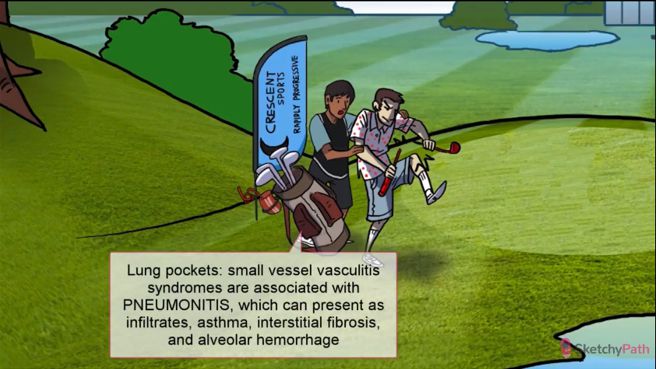 CRESCENT
SPORTS
RAPIDLY PROGRESSIVE
Lung pockets: small vessel vasculitis
syndromes are associated with
PNEUMONITIS, which can present as
infiltrates, asthma, interstitial fibrosis,
and alveolar hemorrhage
SketchyPath